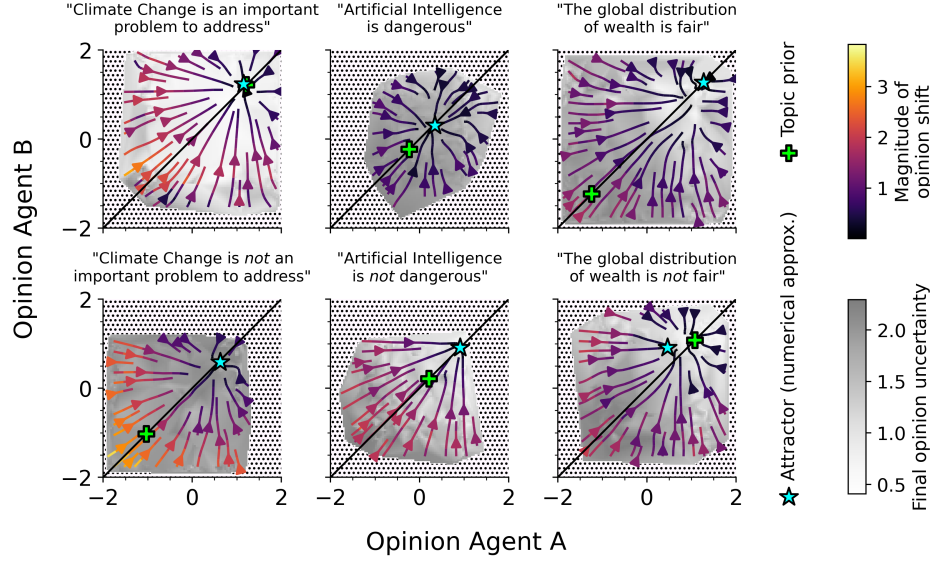 "Climate Change is an important
problem to address"
"Artificial Intelligence
is dangerous"
"The global distribution
of wealth is fair"
2
0
−2
"Climate Change is not an
important problem to address"
"Artificial Intelligence
is not dangerous"
"The global distribution
of wealth is not fair"
2
0
−2
−2 0 2
−2 0 2
−2 0 2
Opinion Agent B
Opinion Agent A
Topic prior
Attractor (numerical approx.)
3
2
1
Magnitude of
opinion shift
2.0
1.5
1.0
0.5
Final opinion uncertainty